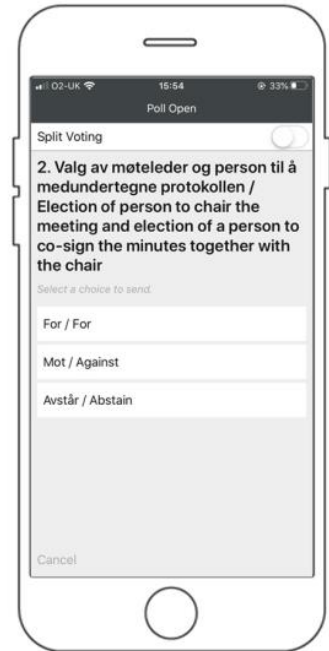 O2-UK 15:54 33%
Poll Open
Split Voting
2. Valg av møteleder og person til å
medundertegne protokollen /
Election of person to chair the
meeting and election of a person to
co-sign the minutes together with
the chair
Select a choice to send.
For / For
Mot / Against
Avstår / Abstain
Cancel